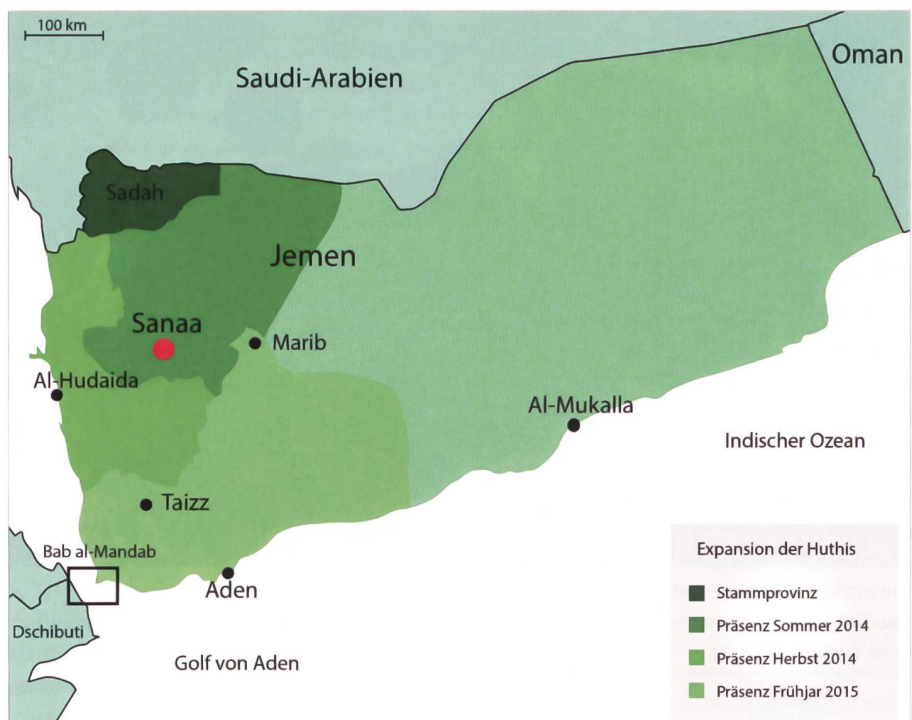 100 km
Saudi-Arabien
Oman
Sadah
Jemen
Sanaa
Marib
Al-Hudaida
Al-Mukalla
Indischer Ozean
Taizz
Bab al-Mandab
Aden
Dschibuti
Golf von Aden
Expansion der Huthis
Stammprovinz
Präsenz Sommer 2014
Präsenz Herbst 2014
Präsenz Frühjar 2015